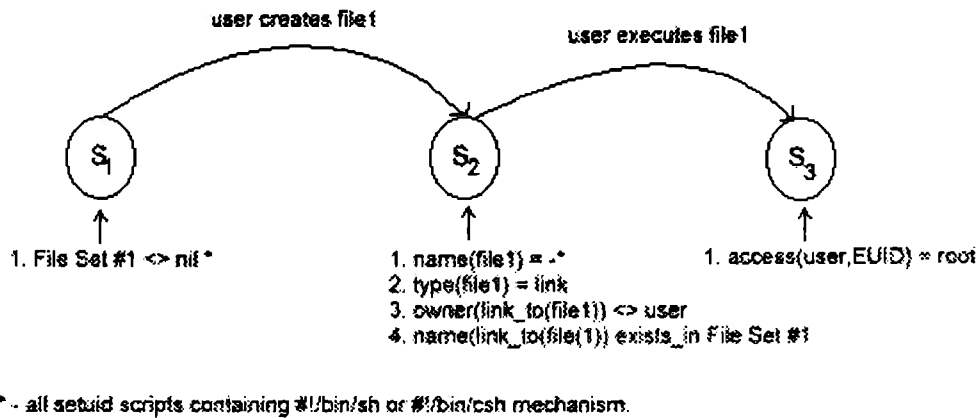 user creates file1
user executes file1
S1
S2
S3
1. File Set #1 <> nil *
1. name(file1) = -*
2. type(file1) = link
3. owner(link_to(file1)) <> user
4. name(link_to(file(1)) exists_in File Set #1
1. access(user,EUID) = root
* - all setuid scripts containing #!/bin/sh or #!/bin/csh mechanism.